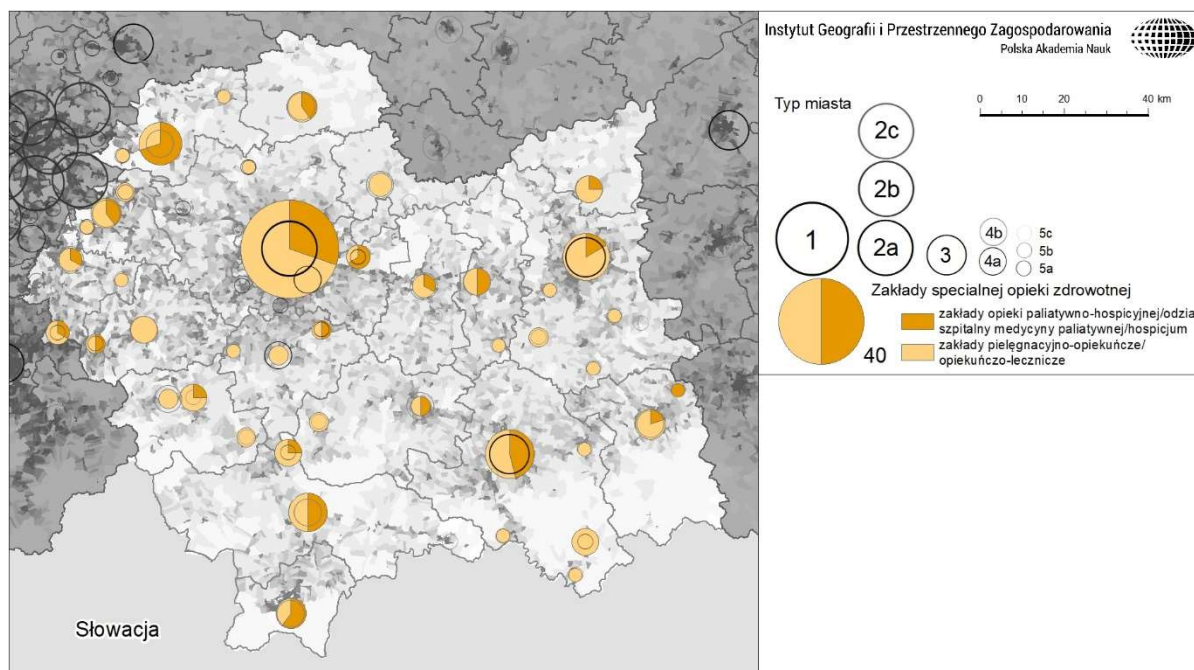 Instytut Geografii i Przestrzennego Zagospodarowania
Polska Akademia Nauk
Typ miasta
0 10 20 40 km
2c
2b
1
2a
3
4b
4a
5c
5b
5a
Zakłady specjalnej opieki zdrowotnej
40
zakłady opieki paliatywno-hospicyjnej/odzia
szpitalny medycyny paliatywnej/hospicjum
zakłady pielęgnacyjno-opiekuńcze/
opiekuńczo-lecznicze
Słowacja